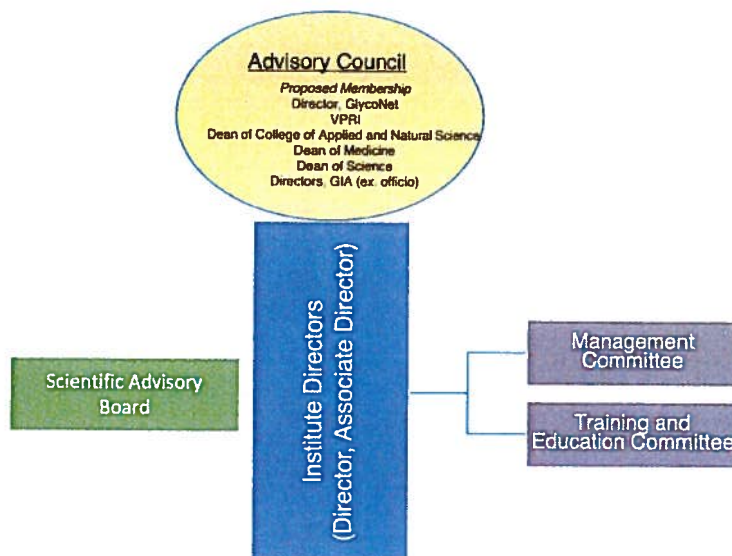 Advisory Council
Proposed Membership
Director, GlycoNet
VPRI
Dean of College of Applied and Natural Science
Dean of Medicine
Dean of Science
Directors, GIA (ex. officio)
Institute Directors
(Director, Associate Director)
Scientific Advisory
Board
Management
Committee
Training and
Education Committee